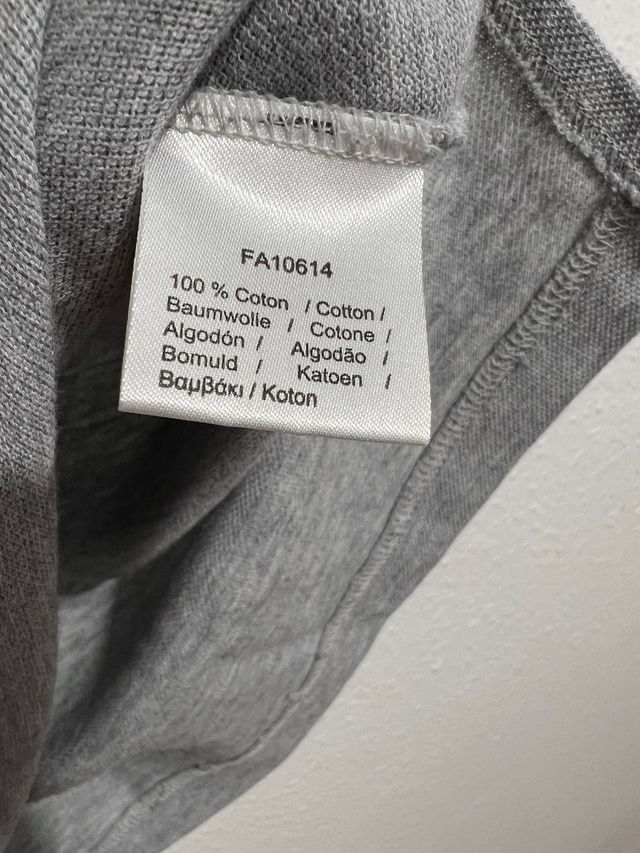 FA10614
100 % Coton / Cotton /
Baumwolle / Cotone /
Algodón / Algodão /
Bomuld / Katoen /
Βαμβάκι / Koton